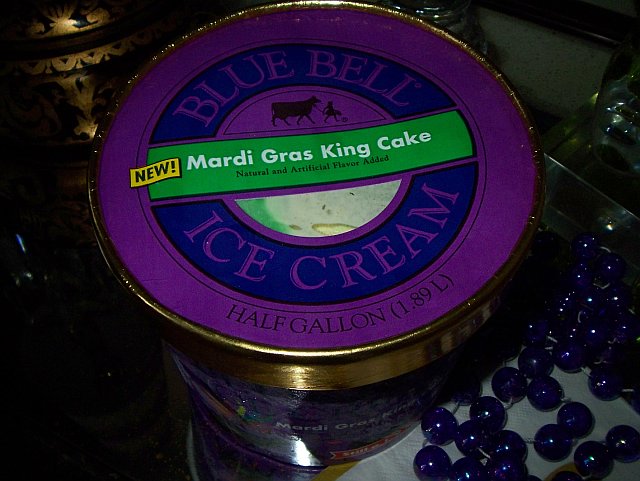 BLUE BELL
®
NEW!
Mardi Gras King Cake
Natural and Artificial Flavor Added
ICE CREAM
HALF GALLON (1.89 L)
Mardi Gras King